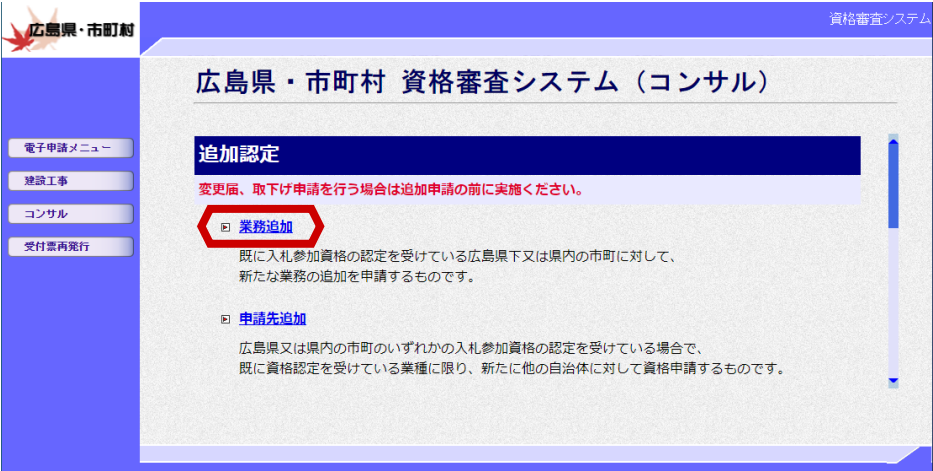 広島県・市町村
資格審査システム
広島県・市町村 資格審査システム（コンサル）
電子申請メニュー
建設工事
コンサル
受付票再発行
追加認定
変更届、取下げ申請を行う場合は追加申請の前に実施ください。
業務追加
既に入札参加資格の認定を受けている広島県下又は県内の市町に対して、
新たな業務の追加を申請するものです。
申請先追加
広島県又は県内の市町のいずれかの入札参加資格の認定を受けている場合で、
既に資格認定を受けている業種に限り、新たに他の自治体に対して資格申請するものです。